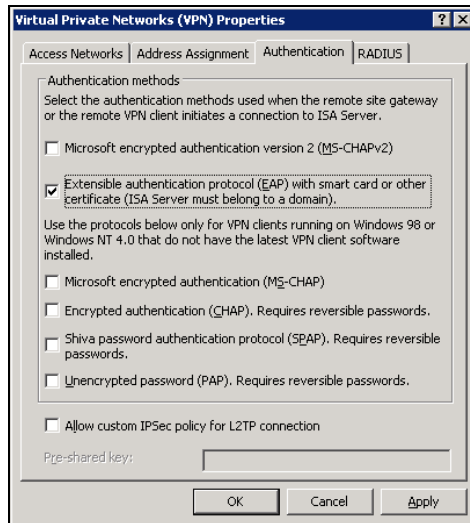 Virtual Private Networks (VPN) Properties
Access Networks Address Assignment Authentication RADIUS
Authentication methods
Select the authentication methods used when the remote site gateway
or the remote VPN client initiates a connection to ISA Server.
Microsoft encrypted authentication version 2 (MS-CHAPv2)
Extensible authentication protocol (EAP) with smart card or other
certificate (ISA Server must belong to a domain).
Use the protocols below only for VPN clients running on Windows 98 or
Windows NT 4.0 that do not have the latest VPN client software
installed.
Microsoft encrypted authentication (MS-CHAP)
Encrypted authentication (CHAP). Requires reversible passwords.
Shiva password authentication protocol (SPAP). Requires reversible
passwords.
Unencrypted password (PAP). Requires reversible passwords.
Allow custom IPSec policy for L2TP connection
Pre-shared key:
OK Cancel Apply